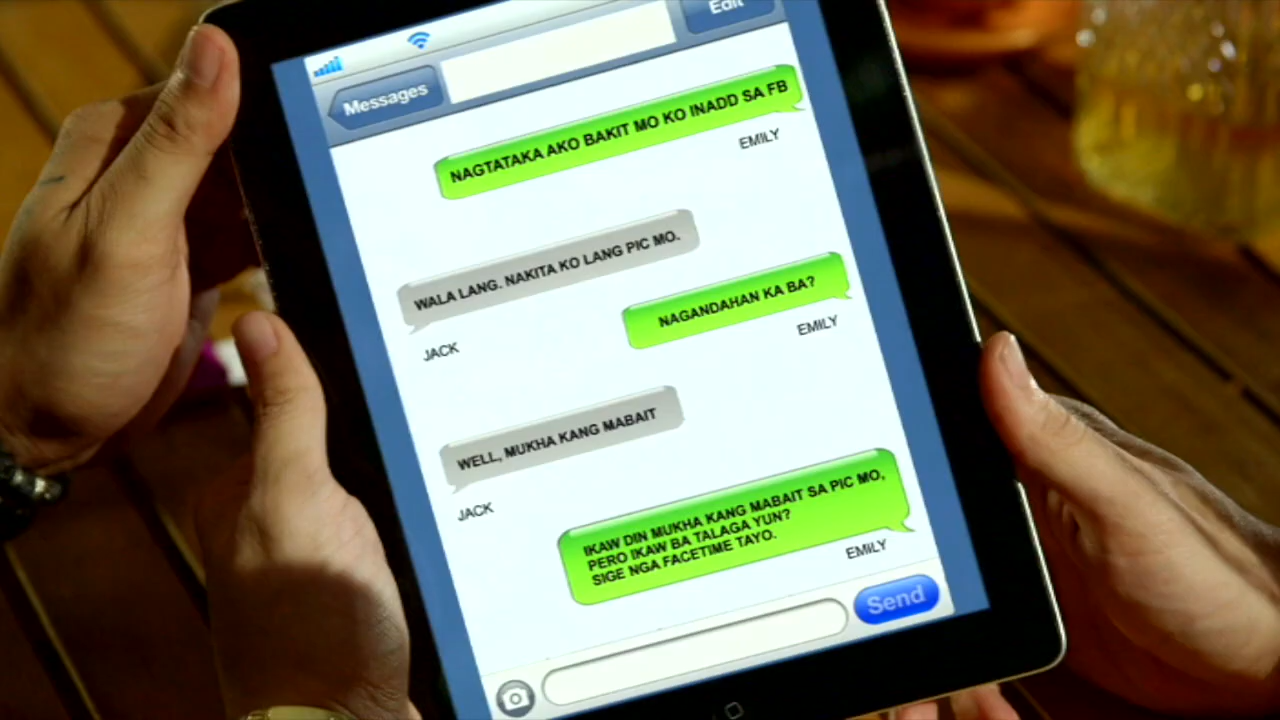 Edit
Messages
NAGTATAKA AKO BAKIT MO KO INADD SA FB
EMILY
WALA LANG. NAKITA KO LANG PIC MO.
JACK
NAGANDAHAN KA BA?
EMILY
WELL, MUKHA KANG MABAIT
JACK
IKAW DIN MUKHA KANG MABAIT SA PIC MO,
PERO IKAW BA TALAGA YUN?
SIGE NGA FACETIME TAYO.
EMILY
Send